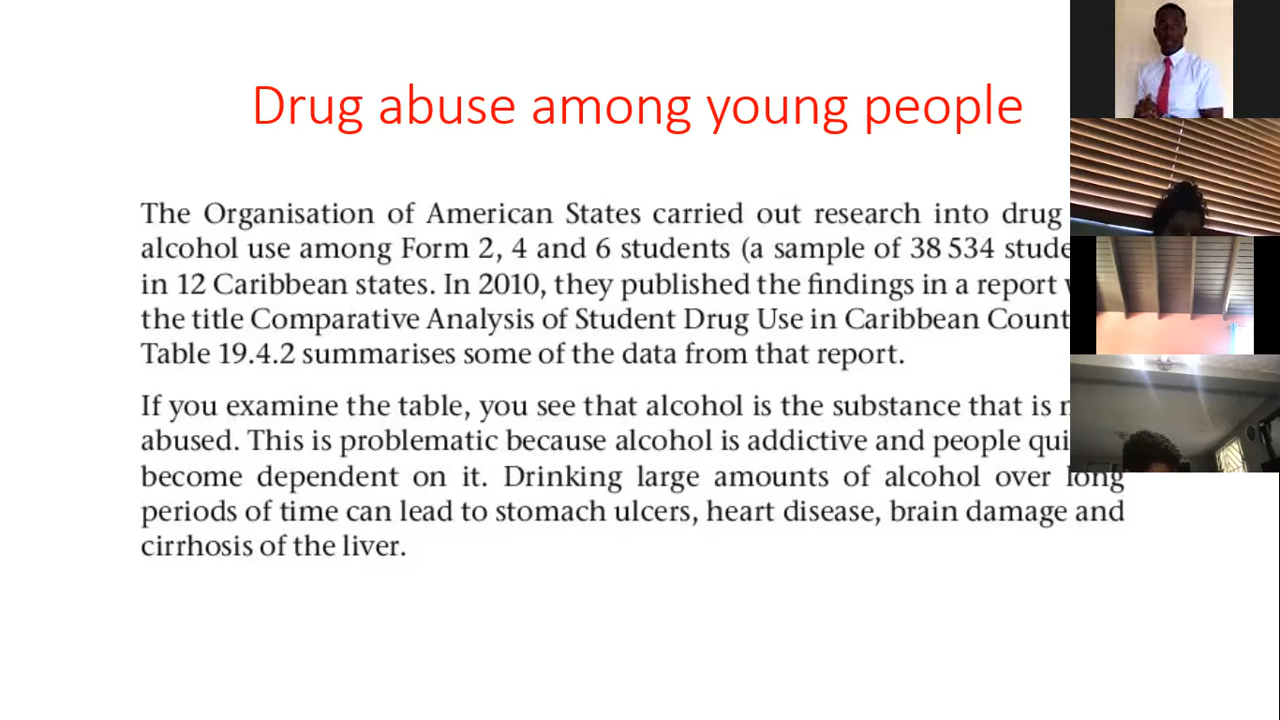 Drug abuse among young people
The Organisation of American States carried out research into drug
alcohol use among Form 2, 4 and 6 students (a sample of 38 534 stude
in 12 Caribbean states. In 2010, they published the findings in a report
the title Comparative Analysis of Student Drug Use in Caribbean Count
Table 19.4.2 summarises some of the data from that report.
If you examine the table, you see that alcohol is the substance that is
abused. This is problematic because alcohol is addictive and people qui
become dependent on it. Drinking large amounts of alcohol over long
periods of time can lead to stomach ulcers, heart disease, brain damage and
cirrhosis of the liver.